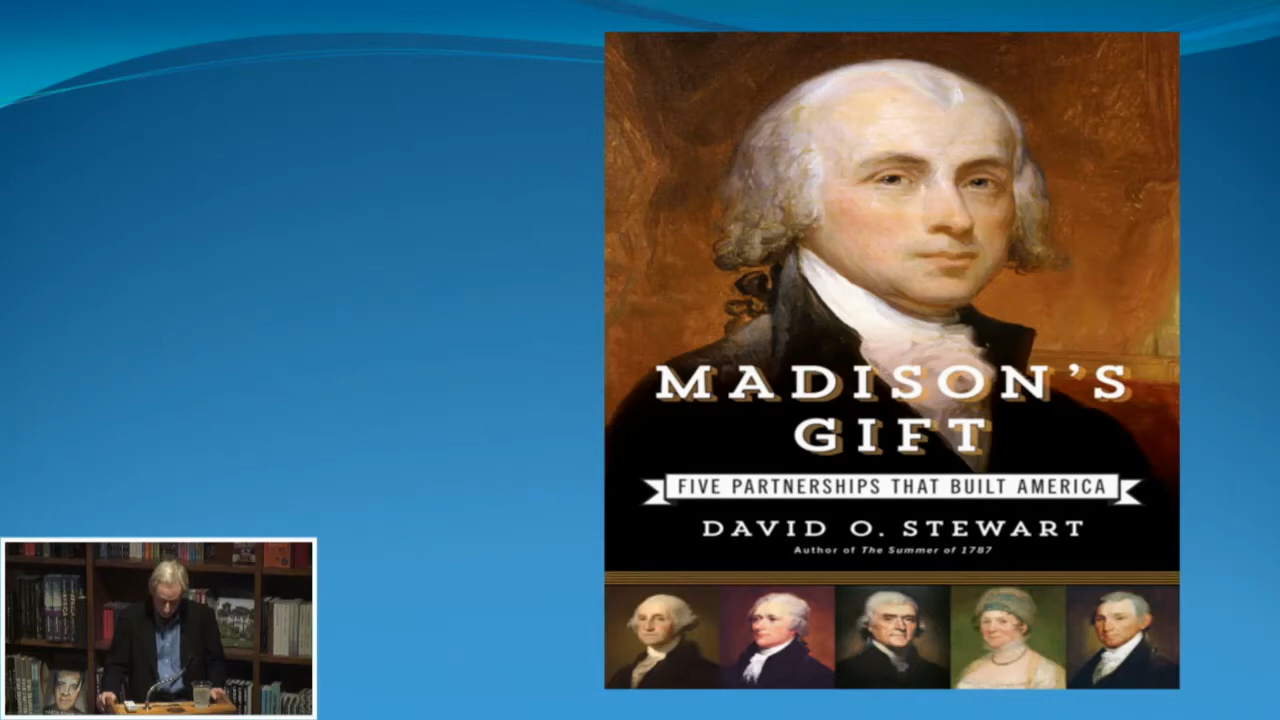 MADISON'S
GIFT
FIVE PARTNERSHIPS THAT BUILT AMERICA
DAVID O. STEWART
Author of The Summer of 1787